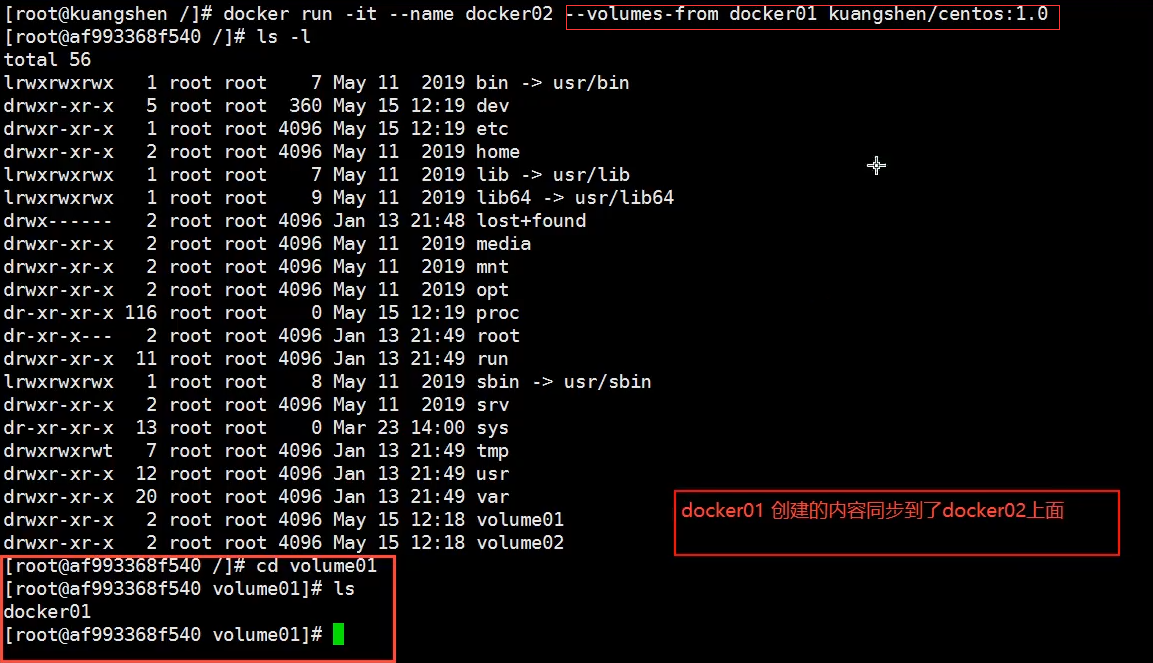 [root@kuangshen /]# docker run -it --name docker02 --volumes-from docker01 kuangshen/centos:1.0
[root@af993368f540 /]# ls -l
total 56
lrwxrwxrwx   1 root root    7 May 11  2019 bin -> usr/bin
drwxr-xr-x   5 root root  360 May 15 12:19 dev
drwxr-xr-x   1 root root 4096 May 15 12:19 etc
drwxr-xr-x   2 root root 4096 May 11  2019 home
lrwxrwxrwx   1 root root    7 May 11  2019 lib -> usr/lib
lrwxrwxrwx   1 root root    9 May 11  2019 lib64 -> usr/lib64
drwx------   2 root root 4096 Jan 13 21:48 lost+found
drwxr-xr-x   2 root root 4096 May 11  2019 media
drwxr-xr-x   2 root root 4096 May 11  2019 mnt
drwxr-xr-x   2 root root 4096 May 11  2019 opt
dr-xr-xr-x 116 root root    0 May 15 12:19 proc
dr-xr-x---   2 root root 4096 Jan 13 21:49 root
drwxr-xr-x  11 root root 4096 Jan 13 21:49 run
lrwxrwxrwx   1 root root    8 May 11  2019 sbin -> usr/sbin
drwxr-xr-x   2 root root 4096 May 11  2019 srv
dr-xr-xr-x  13 root root    0 Mar 23 14:00 sys
drwxrwxrwt   7 root root 4096 Jan 13 21:49 tmp
drwxr-xr-x  12 root root 4096 Jan 13 21:49 usr
drwxr-xr-x  20 root root 4096 Jan 13 21:49 var
docker01 创建的内容同步到了docker02上面
drwxr-xr-x   2 root root 4096 May 15 12:18 volume01
drwxr-xr-x   2 root root 4096 May 15 12:18 volume02
[root@af993368f540 /]# cd volume01
[root@af993368f540 volume01]# ls
docker01
[root@af993368f540 volume01]#